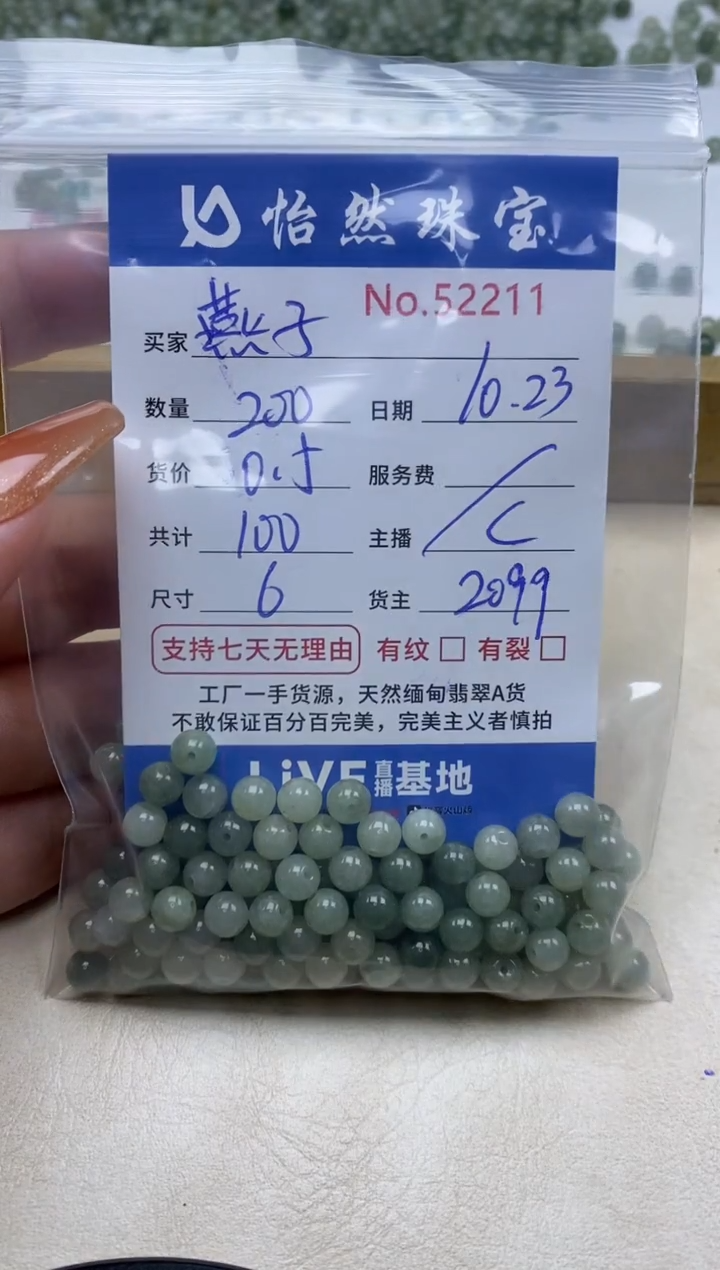 怡然珠宝
No.52211
买家 燕子
数量 200 日期 10.23
货价 0.5 服务费 /
共计 100 主播 C
尺寸 6 货主 2099
支持七天无理由 有纹 □ 有裂 □
工厂一手货源，天然缅甸翡翠A货
不敢保证百分百完美，完美主义者慎拍
LiVE 直播 基地